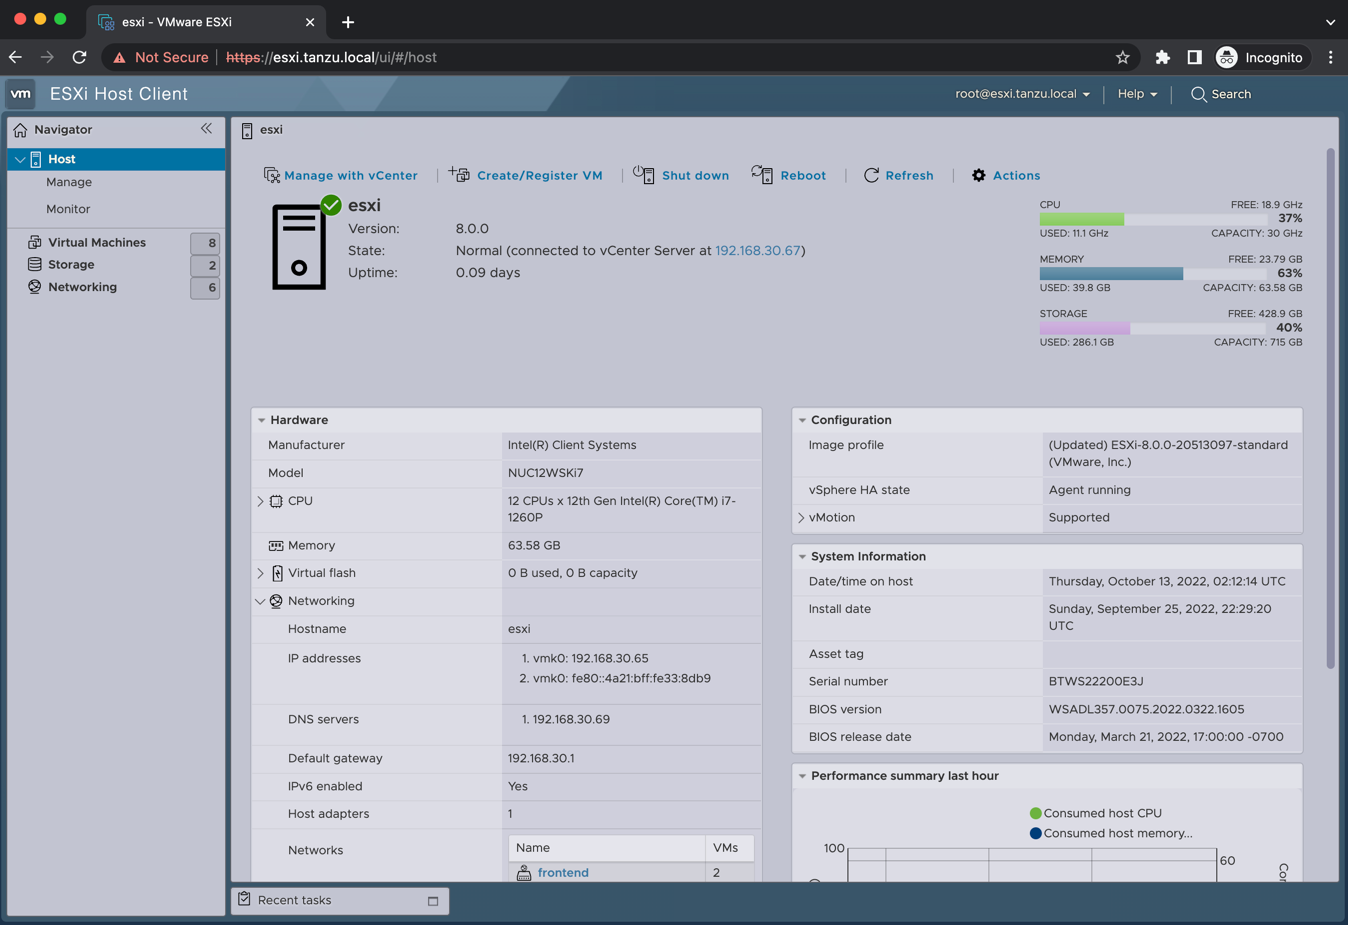 esxi - VMware ESXi
Not Secure https://esxi.tanzu.local/ui/#/host Incognito
vm ESXi Host Client root@esxi.tanzu.local Help Search
Navigator
Host
Manage
Monitor
Virtual Machines 8
Storage 2
Networking 6
esxi
Manage with vCenter Create/Register VM Shut down Reboot Refresh Actions
esxi
Version: 8.0.0
State: Normal (connected to vCenter Server at 192.168.30.67)
Uptime: 0.09 days
CPU FREE: 18.9 GHz
37%
USED: 11.1 GHz CAPACITY: 30 GHz
MEMORY FREE: 23.79 GB
63%
USED: 39.8 GB CAPACITY: 63.58 GB
STORAGE FREE: 428.9 GB
40%
USED: 286.1 GB CAPACITY: 715 GB
Hardware
Manufacturer Intel(R) Client Systems
Model NUC12WSKi7
CPU 12 CPUs x 12th Gen Intel(R) Core(TM) i7-
1260P
Memory 63.58 GB
Virtual flash 0 B used, 0 B capacity
Networking
Hostname esxi
IP addresses 1. vmk0: 192.168.30.65
2. vmk0: fe80::4a21:bff:fe33:8db9
DNS servers 1. 192.168.30.69
Default gateway 192.168.30.1
IPv6 enabled Yes
Host adapters 1
Networks Name VMs
frontend 2
Configuration
Image profile (Updated) ESXi-8.0.0-20513097-standard
(VMware, Inc.)
vSphere HA state Agent running
vMotion Supported
System Information
Date/time on host Thursday, October 13, 2022, 02:12:14 UTC
Install date Sunday, September 25, 2022, 22:29:20
UTC
Asset tag
Serial number BTWS22200E3J
BIOS version WSADL357.0075.2022.0322.1605
BIOS release date Monday, March 21, 2022, 17:00:00 -0700
Performance summary last hour
Consumed host CPU
Consumed host memory...
100
60
Recent tasks